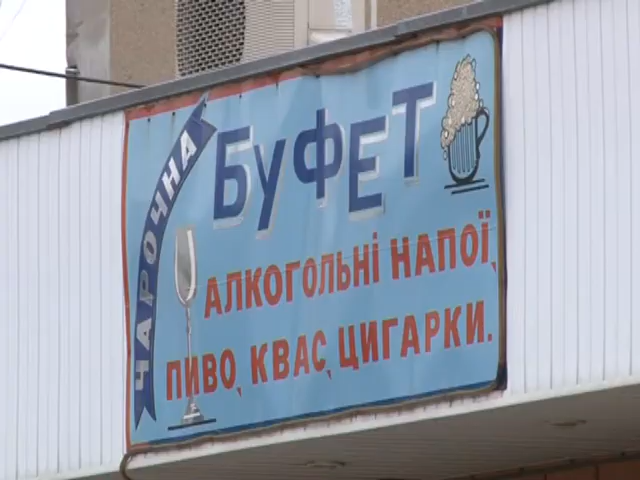 ЧАРОЧНА
БУФЕТ
АЛКОГОЛЬНІ НАПОЇ,
ПИВО, КВАС, ЦИГАРКИ.